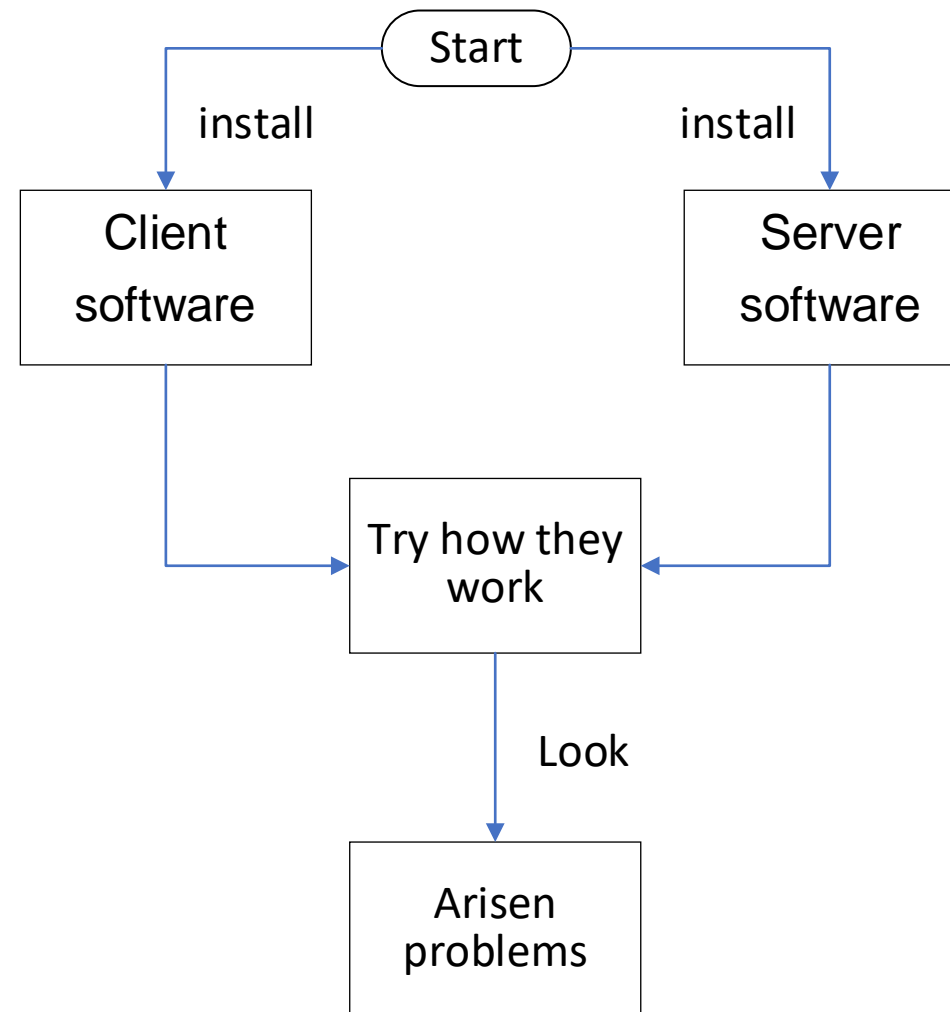 Start
install
install
Client
software
Server
software
Try how they
work
Look
Arisen
problems